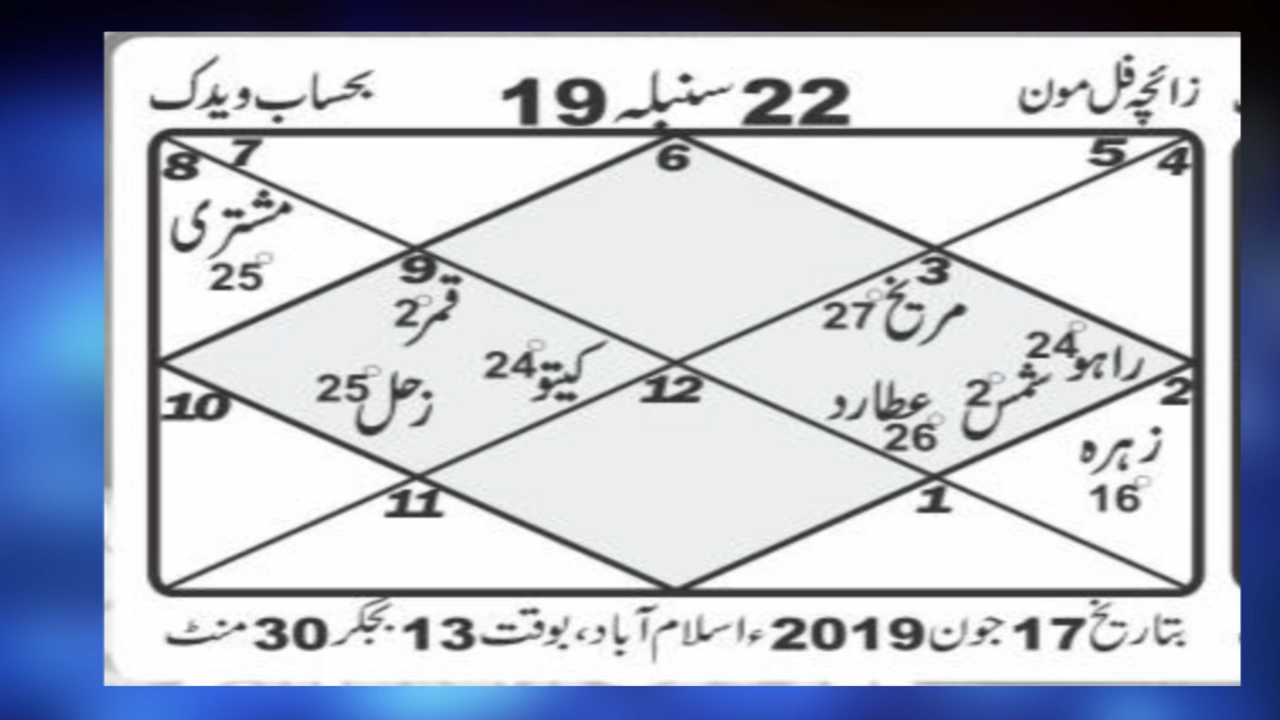 زائچہ فل مون
22 سنبلہ 19
بحساب ویدک
4
5
6
7
8
مشتری
25°
3
مریخ 27°
راہو 24°
شمس 2°
عطارد
26°
9
قمر 2°
کیتو 24°
زحل 25°
2
زہرہ
16°
12
10
1
11
بتاریخ 17 جون 2019ء اسلام آباد، بوقت 13 بجکر 30 منٹ